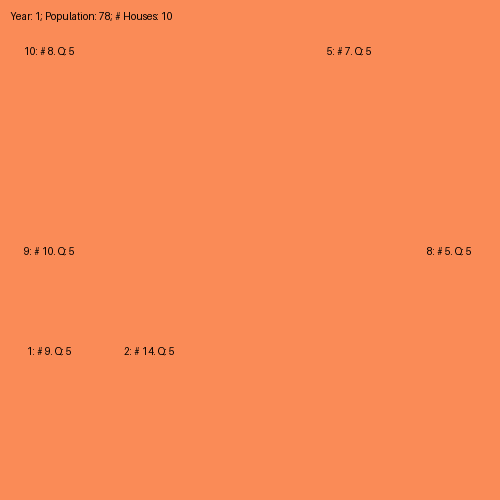 Year: 1; Population: 78; # Houses: 10
10: # 8. Q: 5
5: # 7. Q: 5
9: # 10. Q: 5
8: # 5. Q: 5
1: # 9. Q: 5
2: # 14. Q: 5